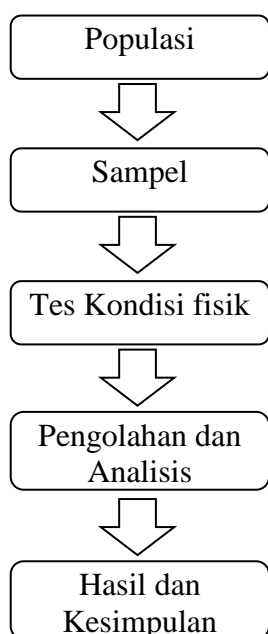 Populasi
Sampel
Tes Kondisi fisik
Pengolahan dan
Analisis
Hasil dan
Kesimpulan